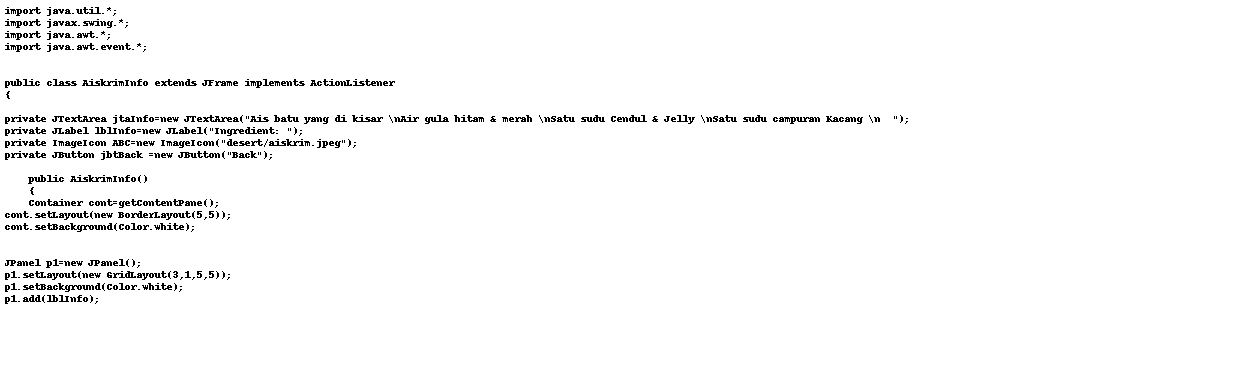 import java.util.*;
import javax.swing.*;
import java.awt.*;
import java.awt.event.*;
public class AiskrimInfo extends JFrame implements ActionListener
{
private JTextArea jtaInfo=new JTextArea("Ais batu yang di kisar \nAir gula hitam & merah \nSatu sudu Cendul & Jelly \nSatu sudu campuran Kacang \n  ");
private JLabel lblInfo=new JLabel("Ingredient: ");
private ImageIcon ABC=new ImageIcon("desert/aiskrim.jpeg");
private JButton jbtBack =new JButton("Back");
public AiskrimInfo()
{
Container cont=getContentPane();
cont.setLayout(new BorderLayout(5,5));
cont.setBackground(Color.white);
JPanel p1=new JPanel();
p1.setLayout(new GridLayout(3,1,5,5));
p1.setBackground(Color.white);
p1.add(lblInfo);